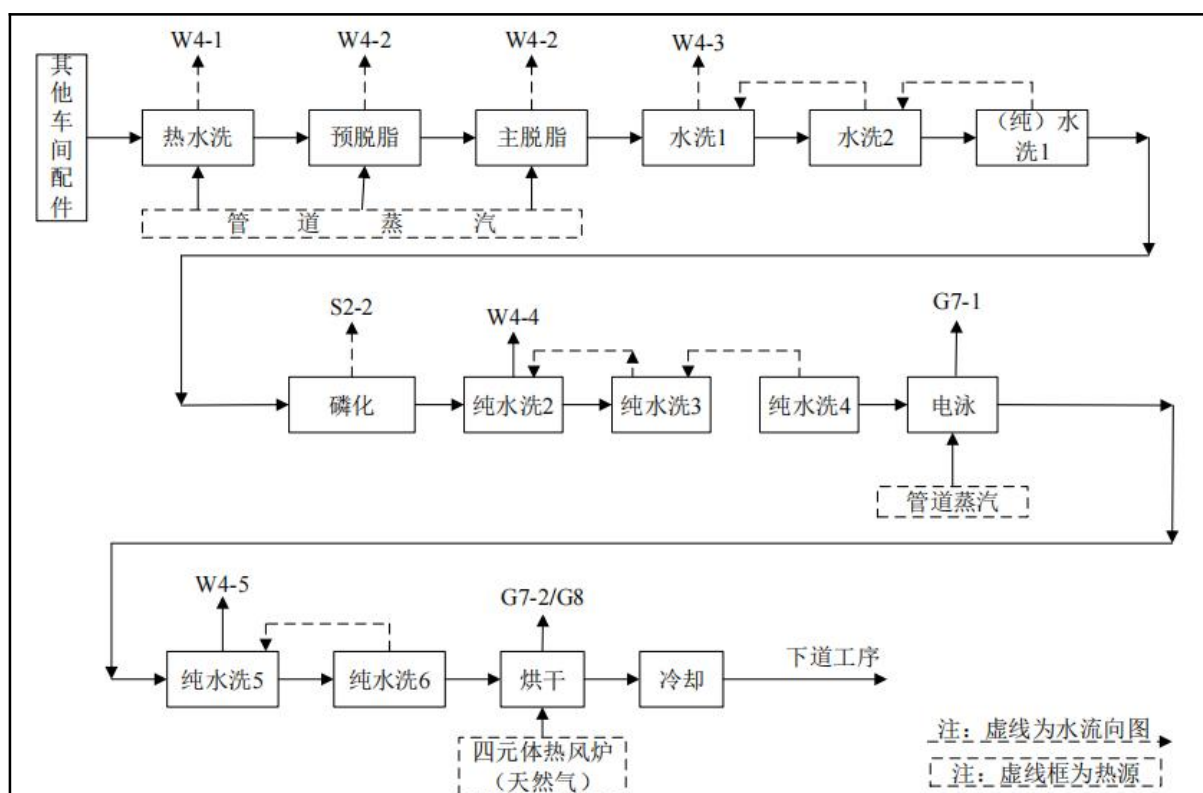 W4-1
W4-2
W4-2
W4-3
其他车间配件
热水洗
预脱脂
主脱脂
水洗1
水洗2
（纯）水
洗1
管 道 蒸 汽
S2-2
W4-4
G7-1
磷化
纯水洗2
纯水洗3
纯水洗4
电泳
管道蒸汽
W4-5
G7-2/G8
纯水洗5
纯水洗6
烘干
冷却
下道工序
四元体热风炉
（天然气）
注：虚线为水流向图
注：虚线框为热源